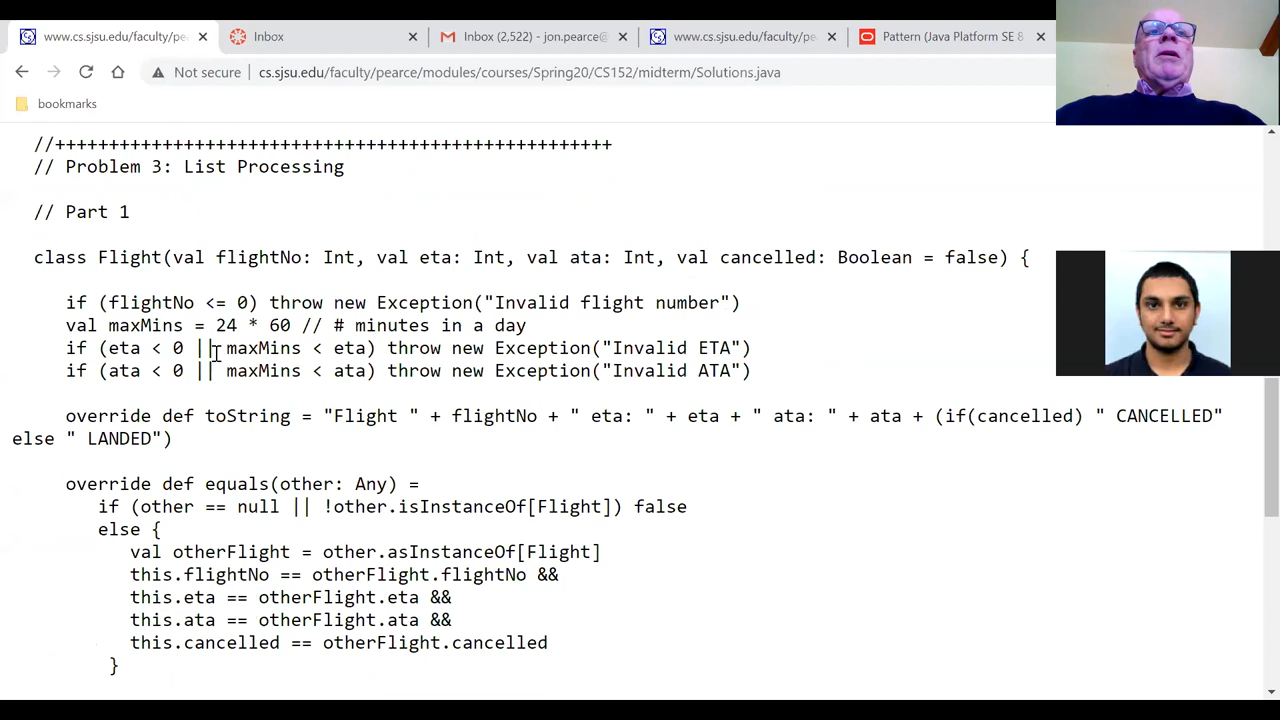 www.cs.sjsu.edu/faculty/pe
Inbox
Inbox (2,522) - jon.pearce@
www.cs.sjsu.edu/faculty/pe
Pattern (Java Platform SE 8
Not secure
cs.sjsu.edu/faculty/pearce/modules/courses/Spring20/CS152/midterm/Solutions.java
bookmarks
//++++++++++++++++++++++++++++++++++++++++++++++++++++
// Problem 3: List Processing
// Part 1
class Flight(val flightNo: Int, val eta: Int, val ata: Int, val cancelled: Boolean = false) {
if (flightNo <= 0) throw new Exception("Invalid flight number")
val maxMins = 24 * 60 // # minutes in a day
if (eta < 0 || maxMins < eta) throw new Exception("Invalid ETA")
if (ata < 0 || maxMins < ata) throw new Exception("Invalid ATA")
override def toString = "Flight " + flightNo + " eta: " + eta + " ata: " + ata + (if(cancelled) " CANCELLED"
else " LANDED")
override def equals(other: Any) =
if (other == null || !other.isInstanceOf[Flight]) false
else {
val otherFlight = other.asInstanceOf[Flight]
this.flightNo == otherFlight.flightNo &&
this.eta == otherFlight.eta &&
this.ata == otherFlight.ata &&
this.cancelled == otherFlight.cancelled
}